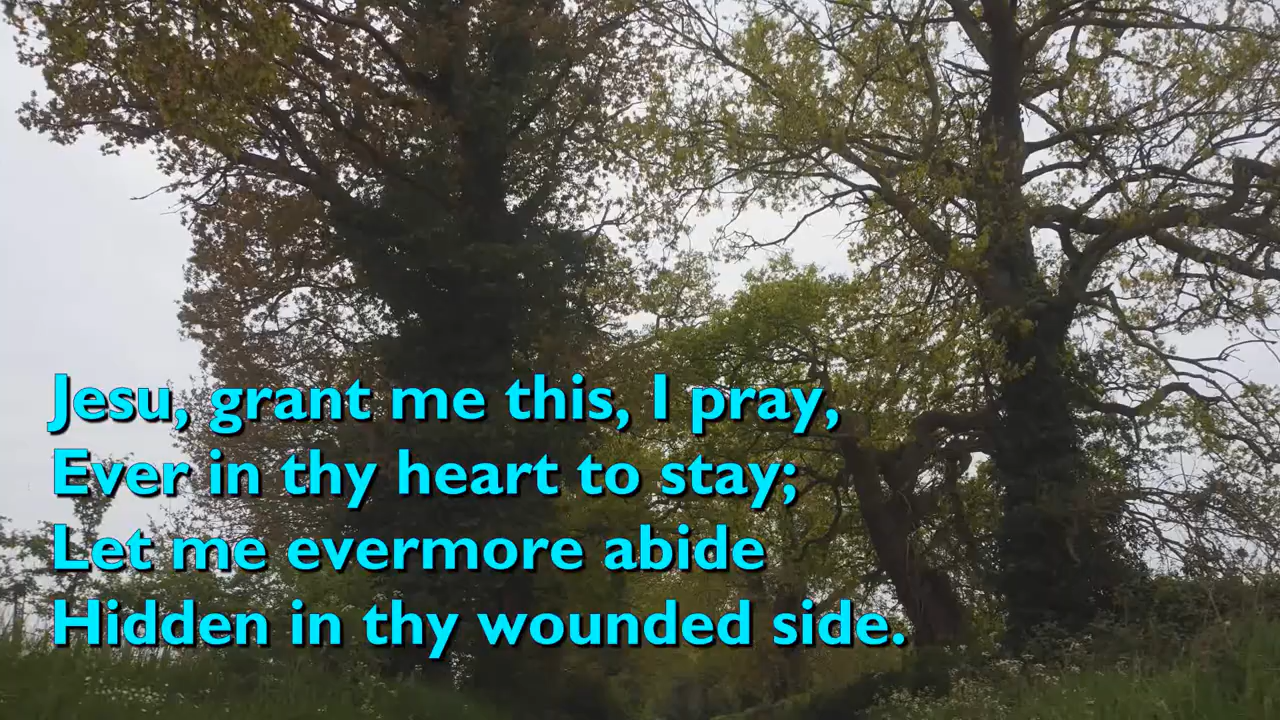 Jesu, grant me this, I pray,
Ever in thy heart to stay;
Let me evermore abide
Hidden in thy wounded side.